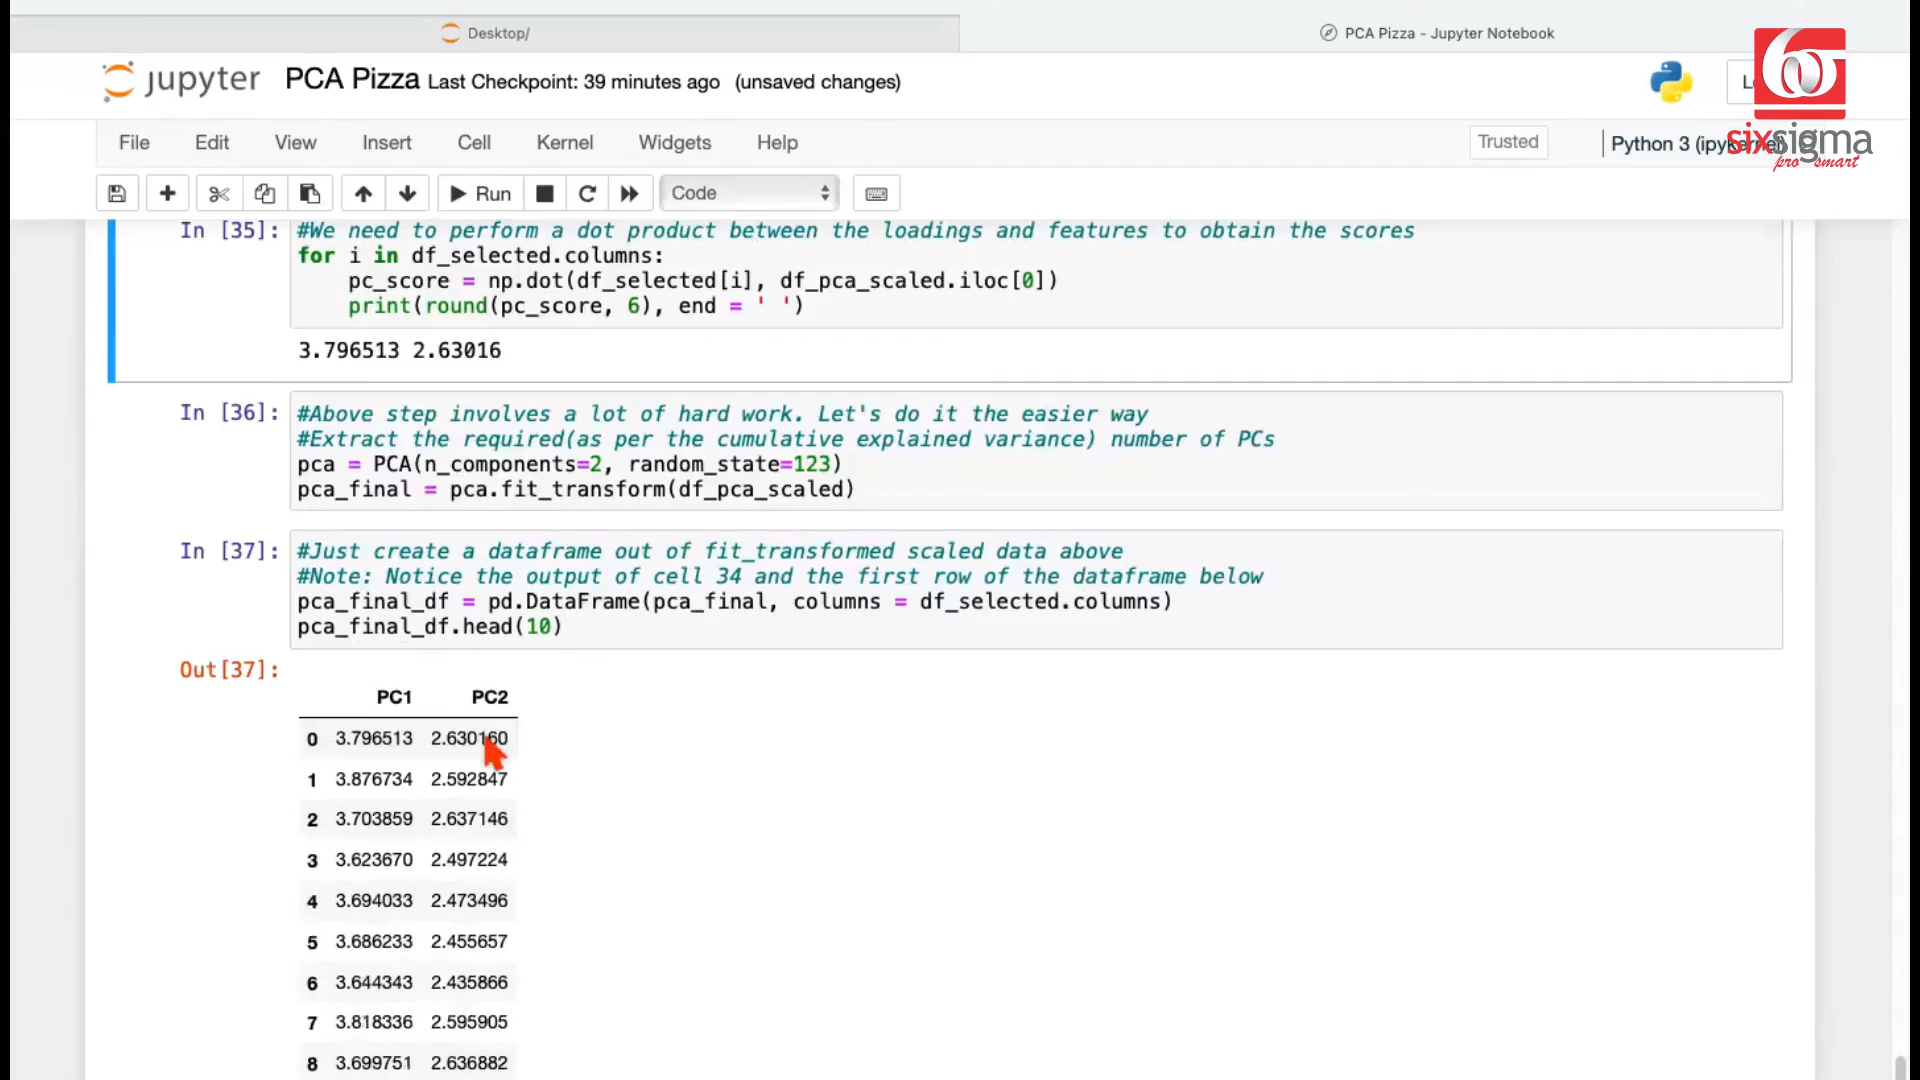 Desktop/
PCA Pizza - Jupyter Notebook
jupyter PCA Pizza Last Checkpoint: 39 minutes ago (unsaved changes)
sixsigma
pro smart
File Edit View Insert Cell Kernel Widgets Help
Trusted
Python 3
Run
Code
In [35]: #We need to perform a dot product between the loadings and features to obtain the scores
for i in df_selected.columns:
pc_score = np.dot(df_selected[i], df_pca_scaled.iloc[0])
print(round(pc_score, 6), end = ' ')
3.796513 2.63016
In [36]: #Above step involves a lot of hard work. Let's do it the easier way
#Extract the required(as per the cumulative explained variance) number of PCs
pca = PCA(n_components=2, random_state=123)
pca_final = pca.fit_transform(df_pca_scaled)
In [37]: #Just create a dataframe out of fit_transformed scaled data above
#Note: Notice the output of cell 34 and the first row of the dataframe below
pca_final_df = pd.DataFrame(pca_final, columns = df_selected.columns)
pca_final_df.head(10)
Out[37]:
PC1 PC2
0 3.796513 2.630160
1 3.876734 2.592847
2 3.703859 2.637146
3 3.623670 2.497224
4 3.694033 2.473496
5 3.686233 2.455657
6 3.644343 2.435866
7 3.818336 2.595905
8 3.699751 2.636882